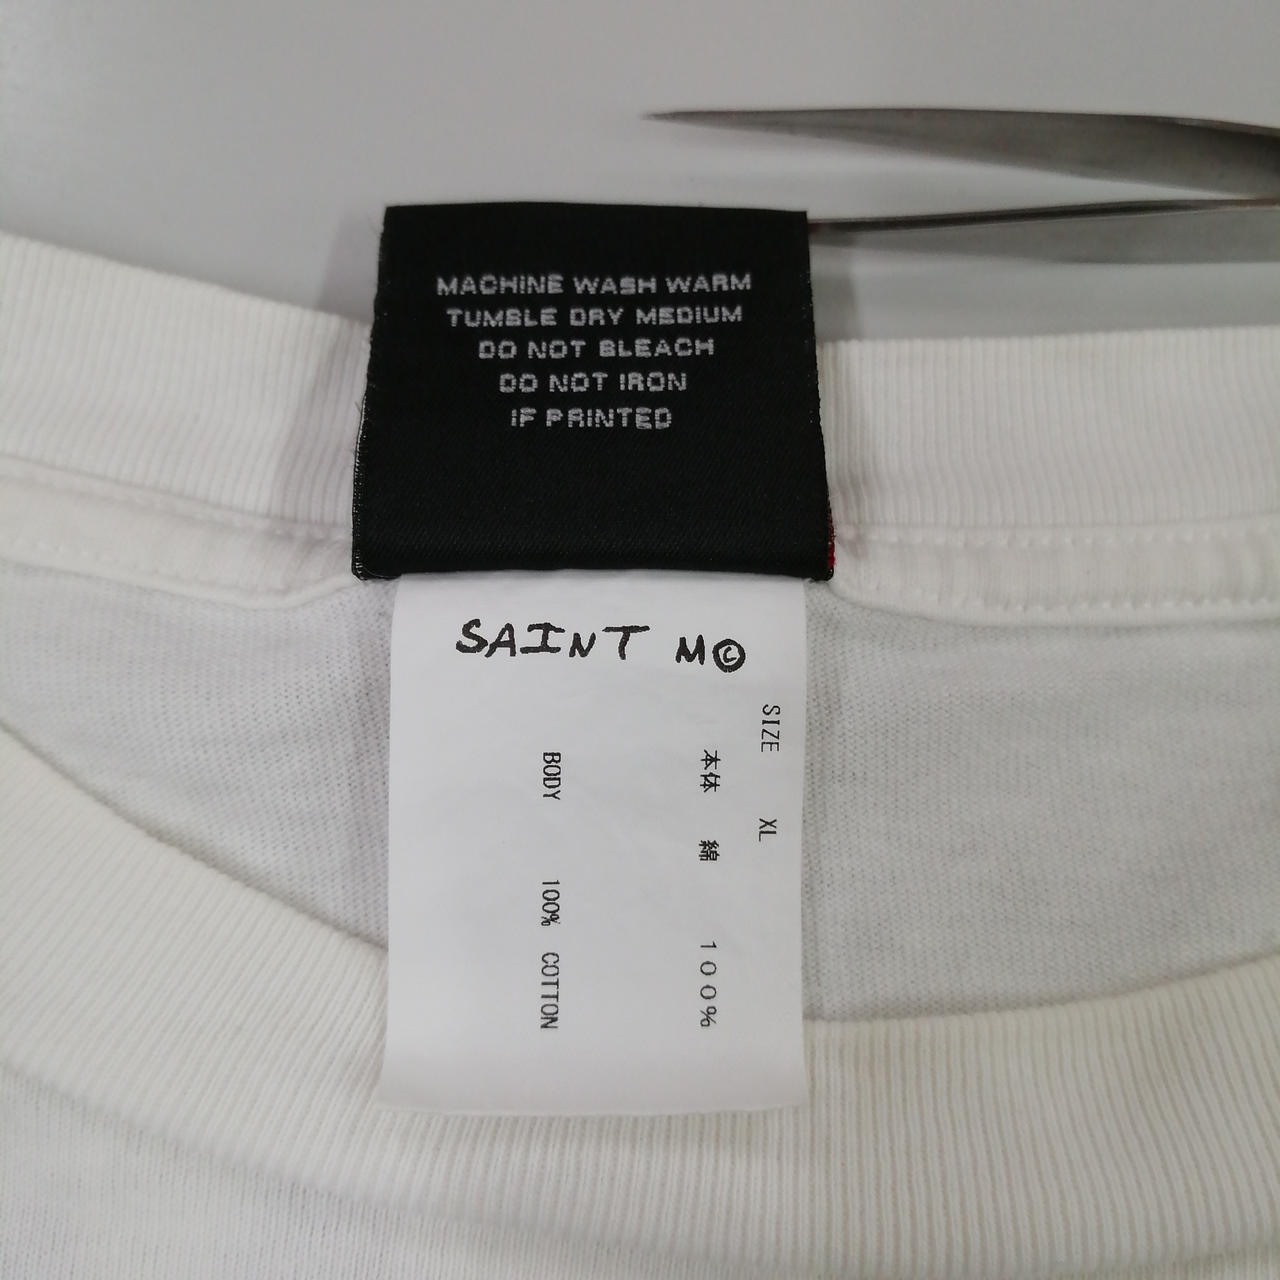 MACHINE WASH WARM
TUMBLE DRY MEDIUM
DO NOT BLEACH
DO NOT IRON
IF PRINTED
SAINT M©
SIZE XL
本体 綿 100%
BODY 100% COTTON